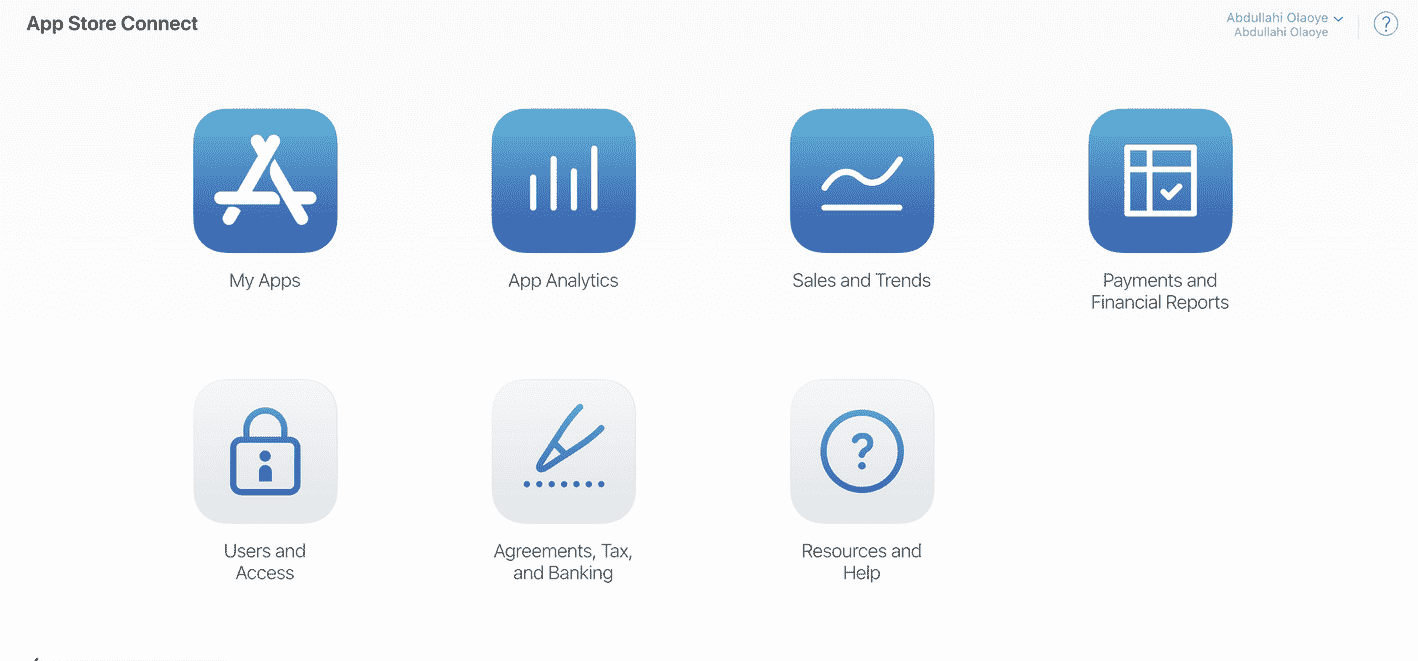 App Store Connect
Abdullahi Olaoye
Abdullahi Olaoye
?
My Apps
App Analytics
Sales and Trends
Payments and
Financial Reports
?
Users and
Access
Agreements, Tax,
and Banking
Resources and
Help